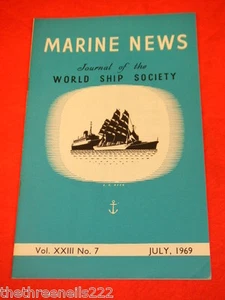 MARINE NEWS
Journal of the
WORLD SHIP SOCIETY
Vol. XXIII No. 7
JULY, 1969
© thethreenells222